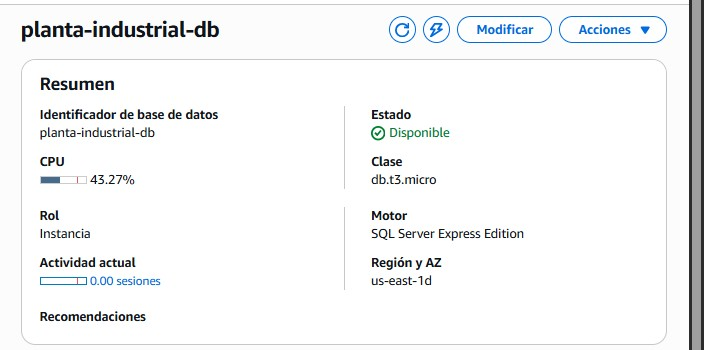 planta-industrial-db
Modificar
Acciones
Resumen
Identificador de base de datos
planta-industrial-db
Estado
Disponible
CPU
43.27%
Clase
db.t3.micro
Rol
Instancia
Motor
SQL Server Express Edition
Actividad actual
0.00 sesiones
Región y AZ
us-east-1d
Recomendaciones